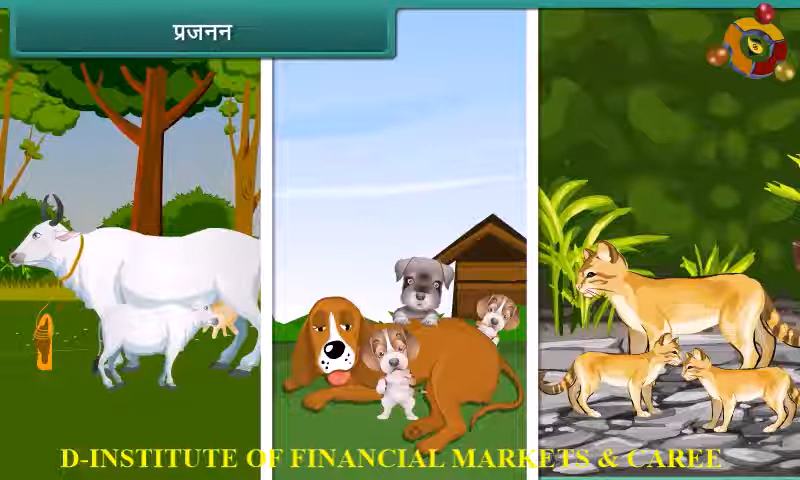 प्रजनन
D-INSTITUTE OF FINANCIAL MARKETS & CAREE